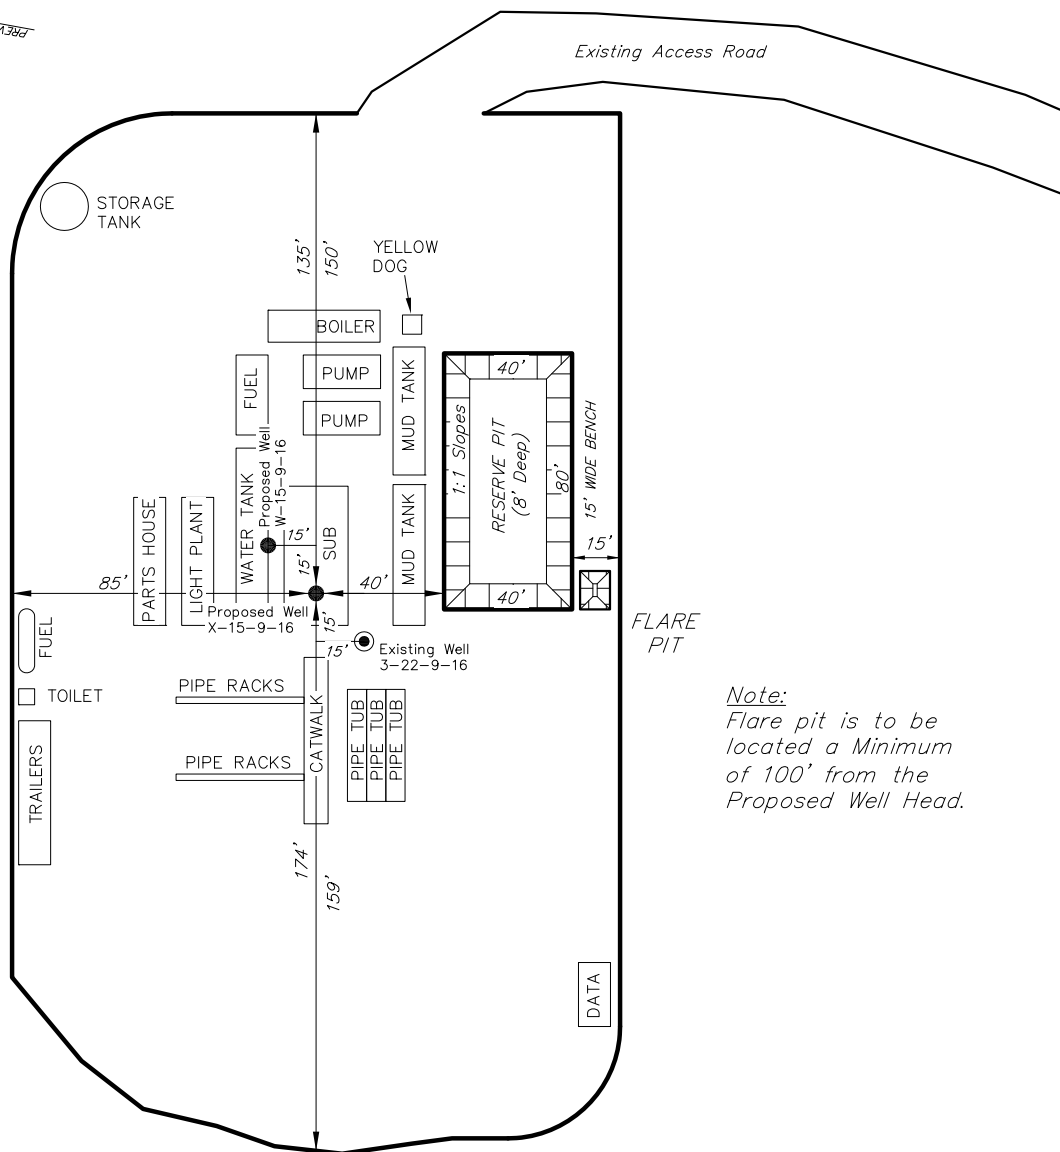 Existing Access Road
STORAGE
TANK
135'
150'
YELLOW
DOG
BOILER
FUEL
PUMP
PUMP
MUD TANK
40'
1:1 Slopes
RESERVE PIT
(8' Deep)
80'
15' WIDE BENCH
Proposed Well
W-15-9-16
PARTS HOUSE
LIGHT PLANT
WATER TANK
15'
15'
SUB
MUD TANK
15'
85'
40'
40'
Proposed Well
X-15-9-16
15'
15'
Existing Well
3-22-9-16
FLARE
PIT
FUEL
TOILET
PIPE RACKS
CATWALK
PIPE TUB
PIPE TUB
PIPE TUB
PIPE RACKS
TRAILERS
Note:
Flare pit is to be
located a Minimum
of 100' from the
Proposed Well Head.
174'
159'
DATA